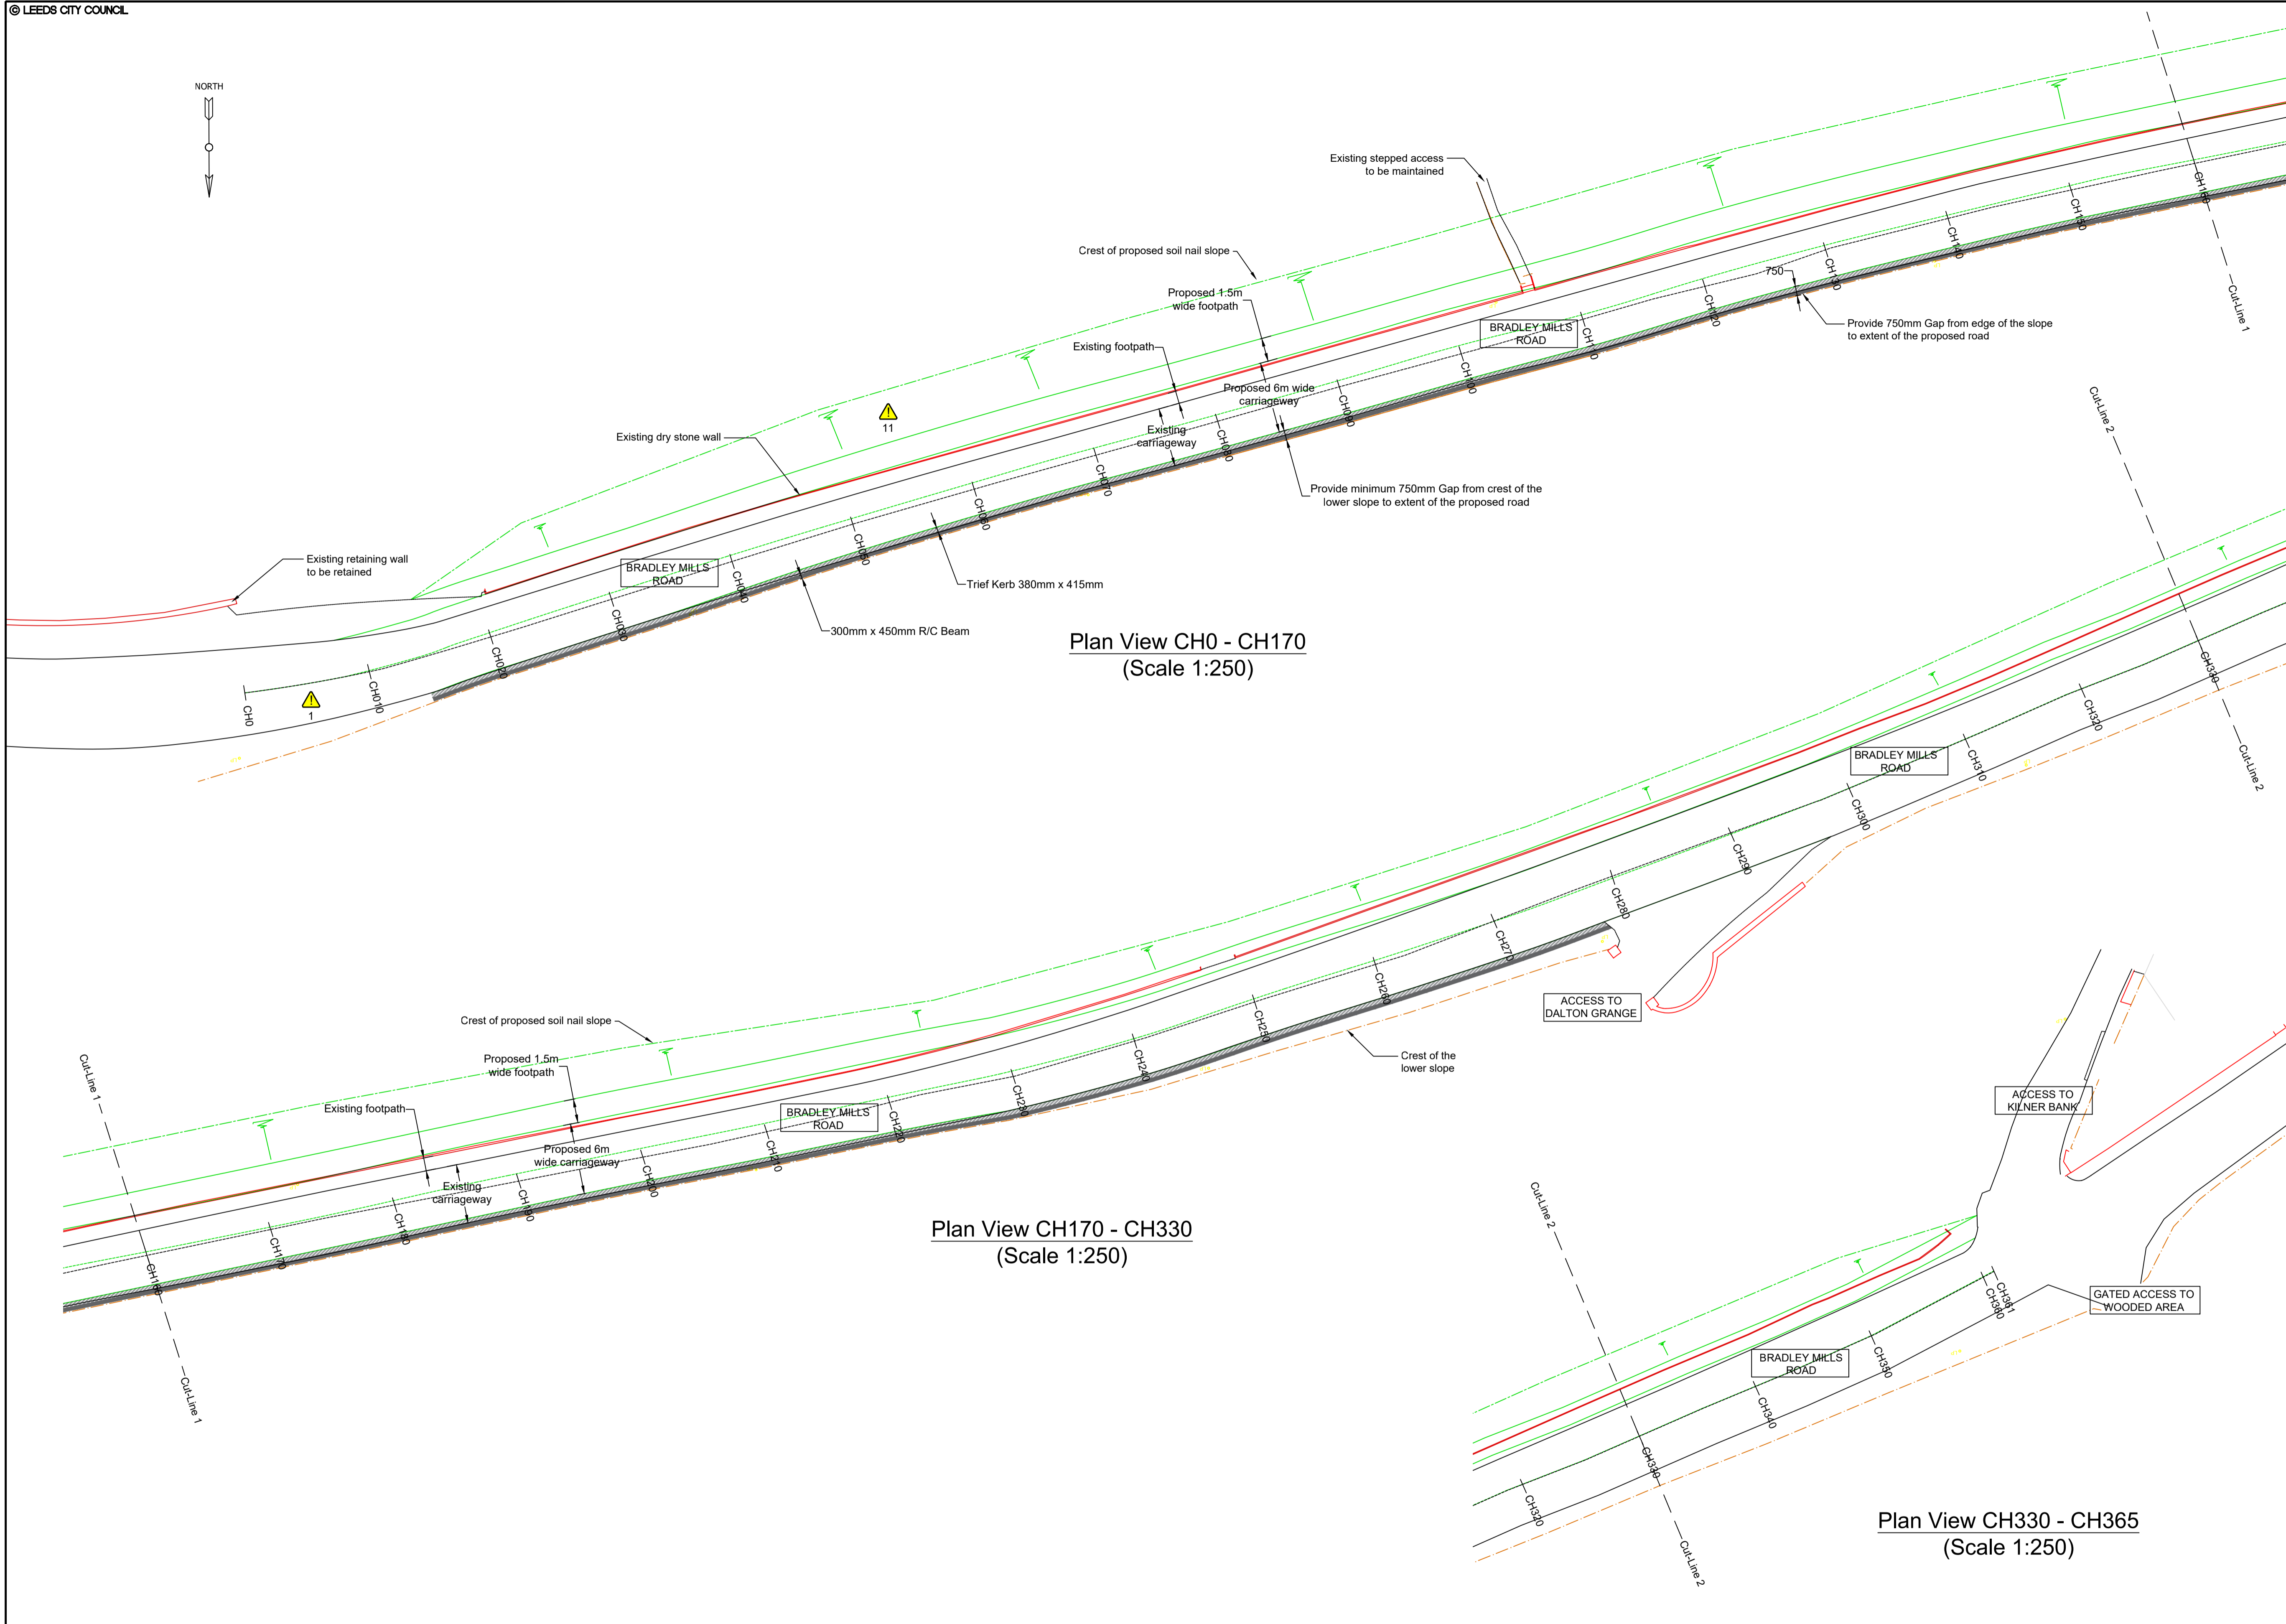 © LEEDS CITY COUNCIL
NORTH
Existing stepped access
to be maintained
Crest of proposed soil nail slope
Proposed 1.5m
wide footpath
Existing footpath
BRADLEY MILLS
ROAD
750
Provide 750mm Gap from edge of the slope
to extent of the proposed road
Cut-Line 1
Proposed 6m wide
carriageway
Existing
carriageway
11
Existing dry stone wall
Provide minimum 750mm Gap from crest of the
lower slope to extent of the proposed road
Existing retaining wall
to be retained
BRADLEY MILLS
ROAD
Trief Kerb 380mm x 415mm
300mm x 450mm R/C Beam
1
CH0
CH010
CH020
CH030
CH040
CH050
CH060
CH070
CH080
CH090
CH100
CH110
CH120
CH130
CH140
CH150
CH160
Plan View CH0 - CH170
(Scale 1:250)
Cut-Line 2
BRADLEY MILLS
ROAD
Cut-Line 2
ACCESS TO
DALTON GRANGE
Crest of proposed soil nail slope
Proposed 1.5m
wide footpath
Existing footpath
Cut-Line 1
BRADLEY MILLS
ROAD
Proposed 6m
wide carriageway
Existing
carriageway
Crest of the
lower slope
Cut-Line 1
CH160
CH170
CH180
CH190
CH200
CH210
CH220
CH230
CH240
CH250
CH260
CH270
CH280
CH290
CH300
CH310
CH320
CH330
Plan View CH170 - CH330
(Scale 1:250)
ACCESS TO
KILNER BANK
Cut-Line 2
GATED ACCESS TO
WOODED AREA
BRADLEY MILLS
ROAD
CH320
CH330
CH340
CH350
CH360
CH361
Cut-Line 2
Plan View CH330 - CH365
(Scale 1:250)